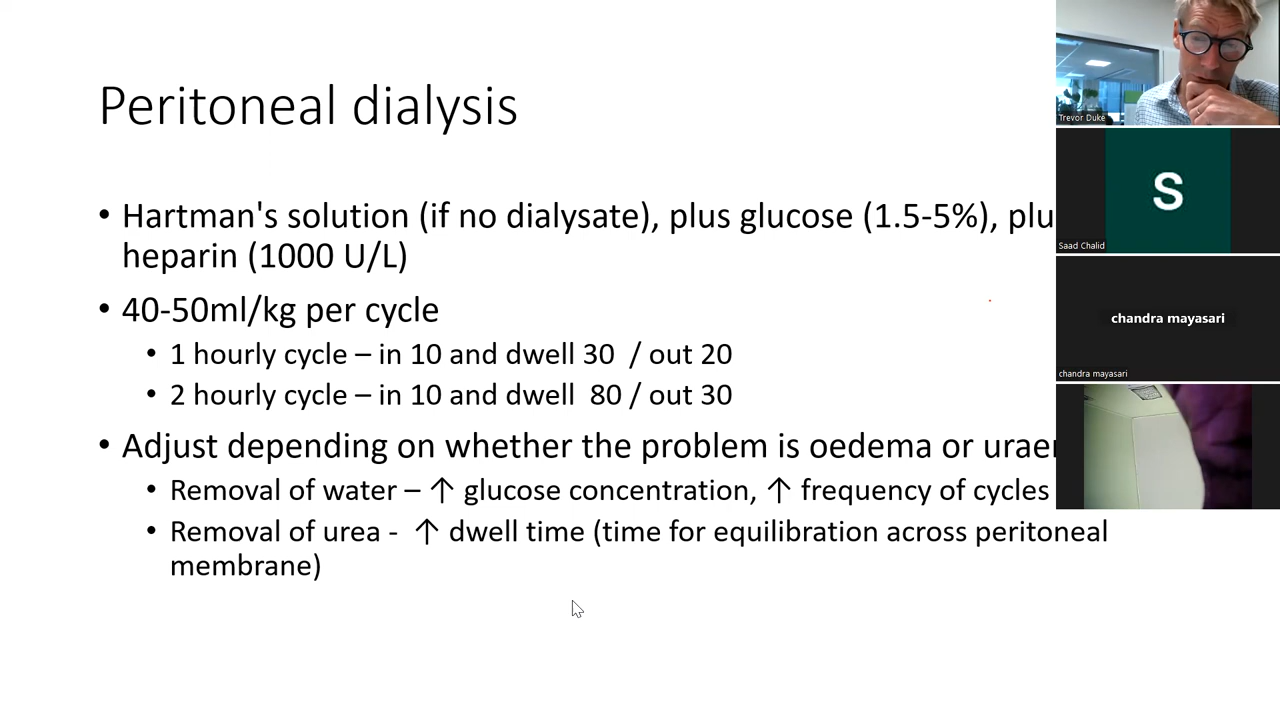 Peritoneal dialysis
• Hartman's solution (if no dialysate), plus glucose (1.5-5%), plu
heparin (1000 U/L)
• 40-50ml/kg per cycle
• 1 hourly cycle – in 10 and dwell 30 / out 20
• 2 hourly cycle – in 10 and dwell 80 / out 30
• Adjust depending on whether the problem is oedema or uraem
• Removal of water – ↑ glucose concentration, ↑ frequency of cycles
• Removal of urea - ↑ dwell time (time for equilibration across peritoneal
membrane)
Trevor Duke
S
Saad Chalid
chandra mayasari
chandra mayasari